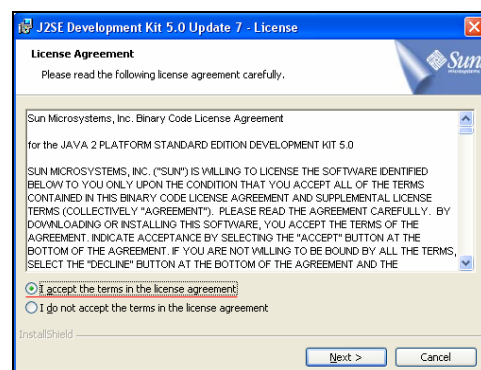 J2SE Development Kit 5.0 Update 7 - License
License Agreement
Please read the following license agreement carefully.
Sun
microsystems
Sun Microsystems, Inc. Binary Code License Agreement
for the JAVA 2 PLATFORM STANDARD EDITION DEVELOPMENT KIT 5.0
SUN MICROSYSTEMS, INC. ("SUN") IS WILLING TO LICENSE THE SOFTWARE IDENTIFIED
BELOW TO YOU ONLY UPON THE CONDITION THAT YOU ACCEPT ALL OF THE TERMS
CONTAINED IN THIS BINARY CODE LICENSE AGREEMENT AND SUPPLEMENTAL LICENSE
TERMS (COLLECTIVELY "AGREEMENT"). PLEASE READ THE AGREEMENT CAREFULLY. BY
DOWNLOADING OR INSTALLING THIS SOFTWARE, YOU ACCEPT THE TERMS OF THE
AGREEMENT. INDICATE ACCEPTANCE BY SELECTING THE "ACCEPT" BUTTON AT THE
BOTTOM OF THE AGREEMENT. IF YOU ARE NOT WILLING TO BE BOUND BY ALL THE TERMS,
SELECT THE "DECLINE" BUTTON AT THE BOTTOM OF THE AGREEMENT AND THE
I accept the terms in the license agreement
I do not accept the terms in the license agreement
InstallShield
Next >
Cancel